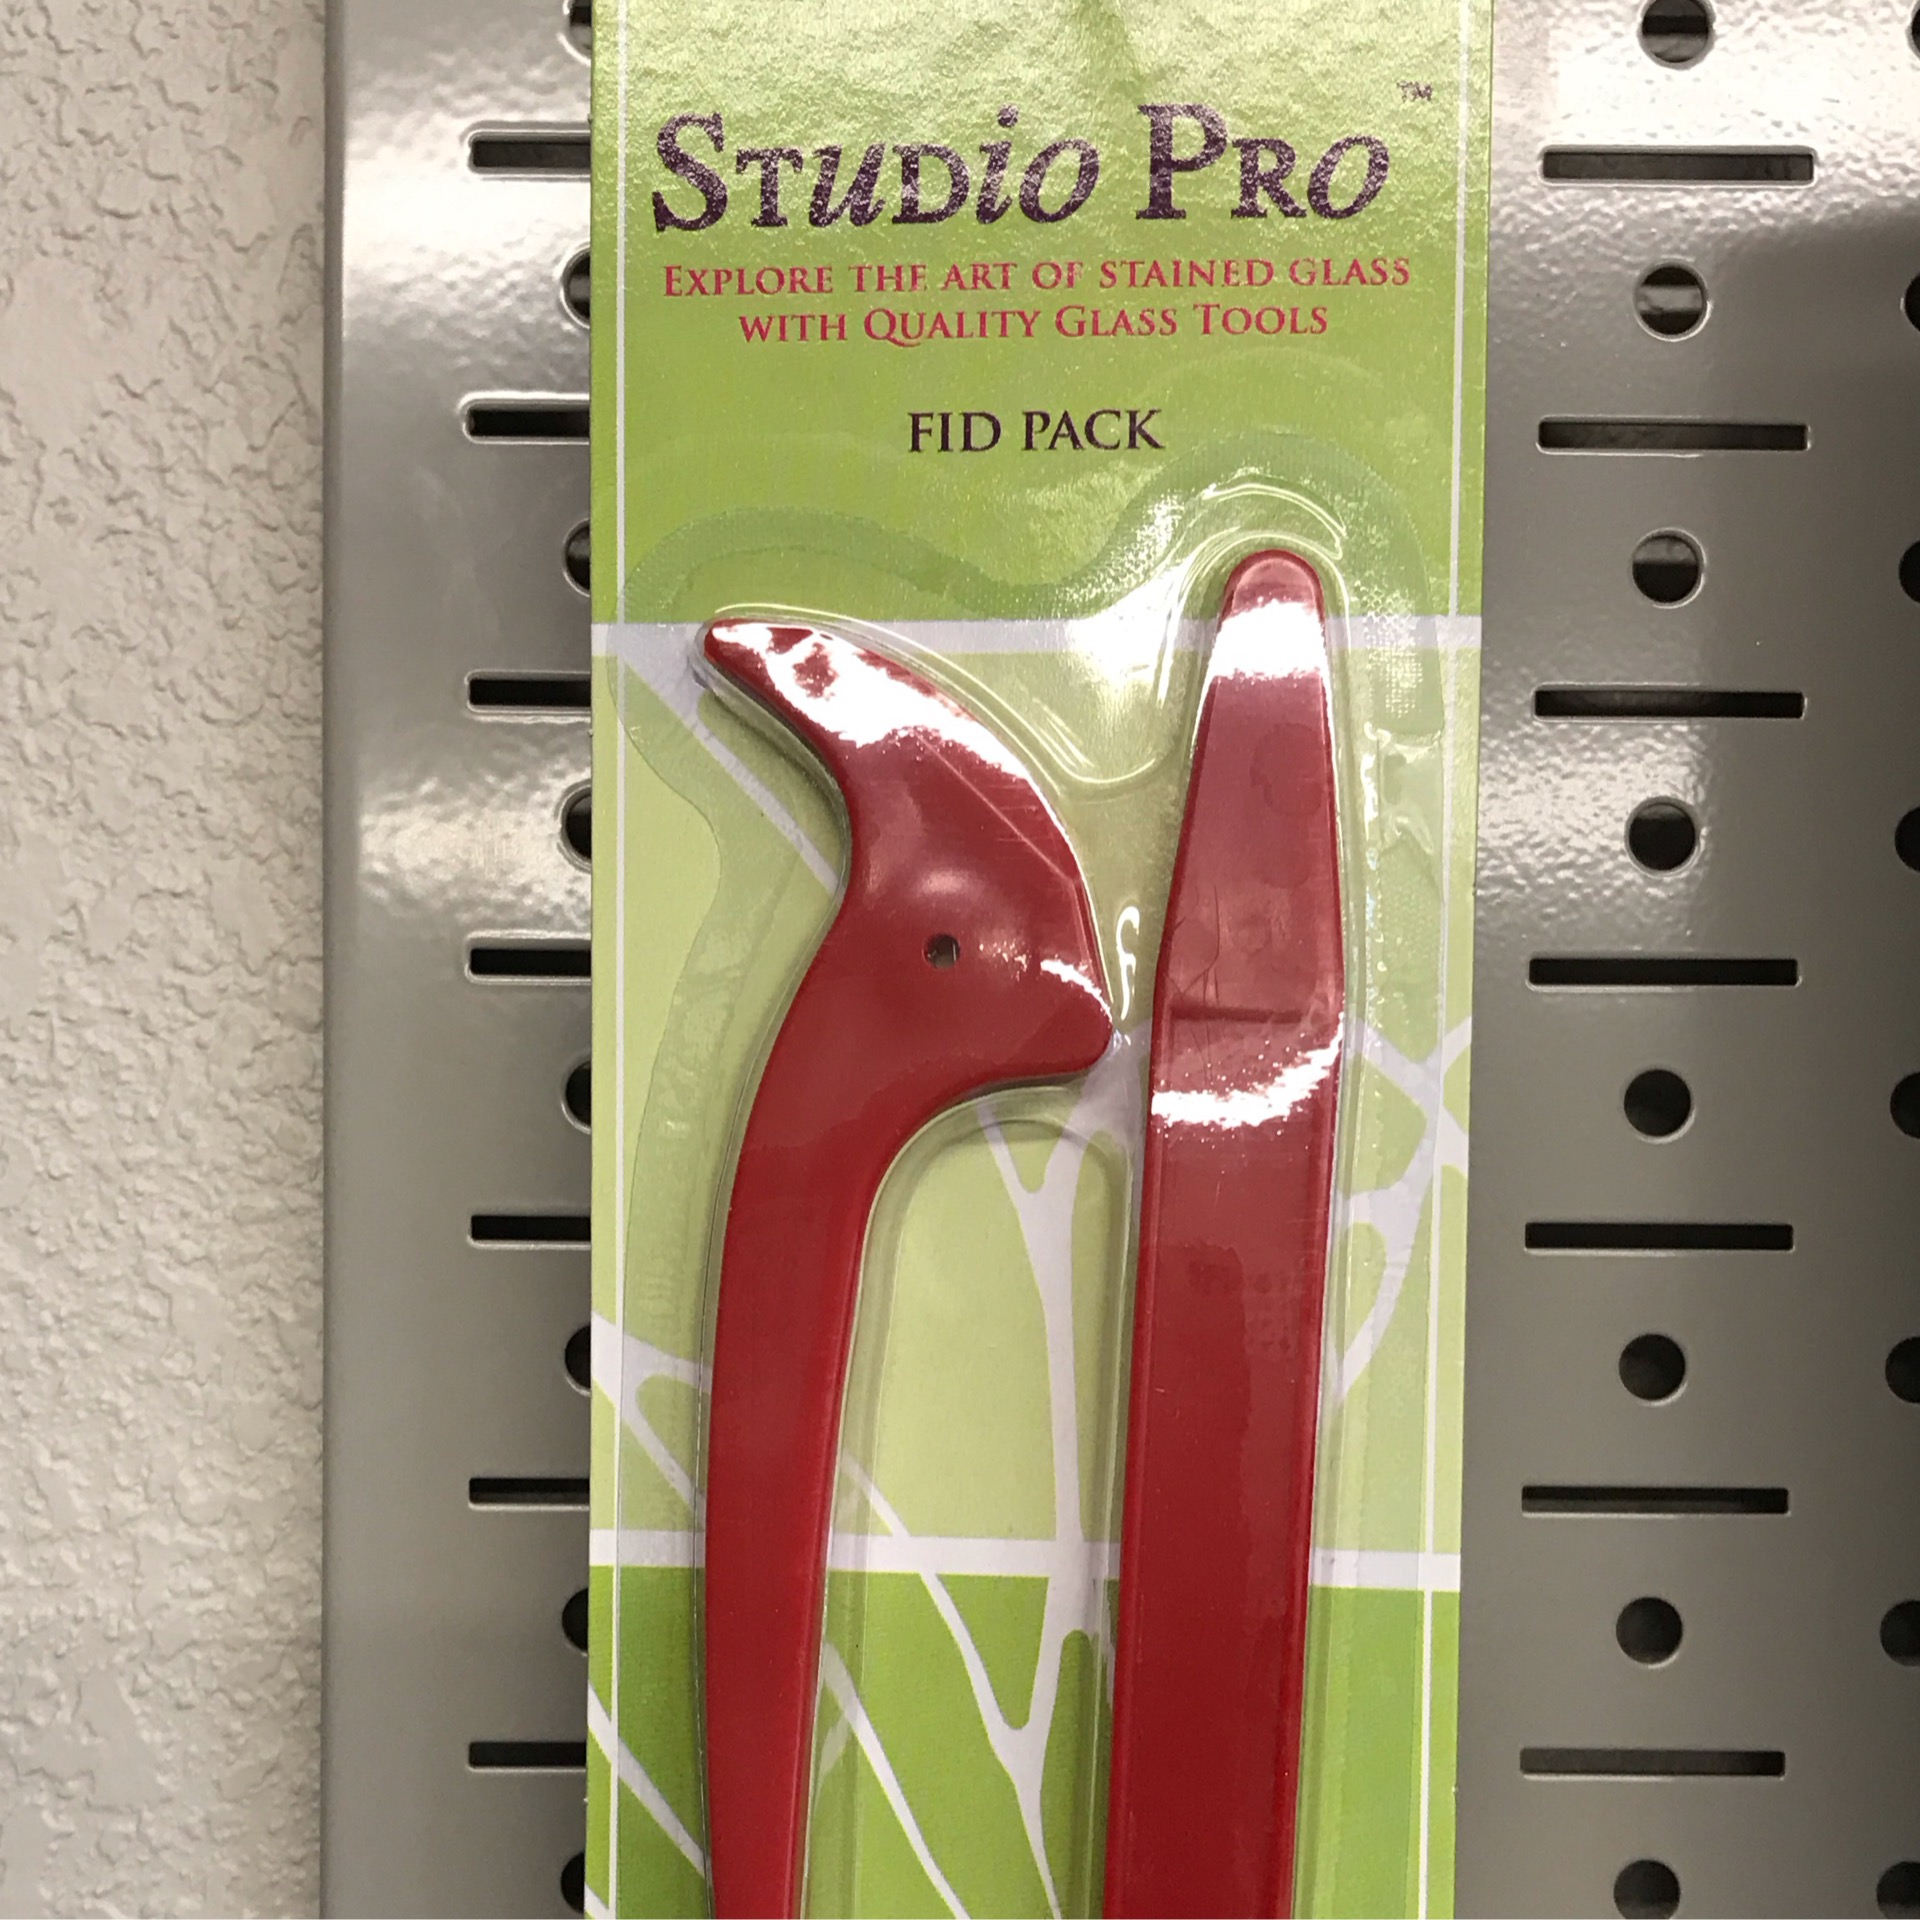 Studio Pro™
Explore the art of stained glass
with Quality Glass Tools
FID PACK